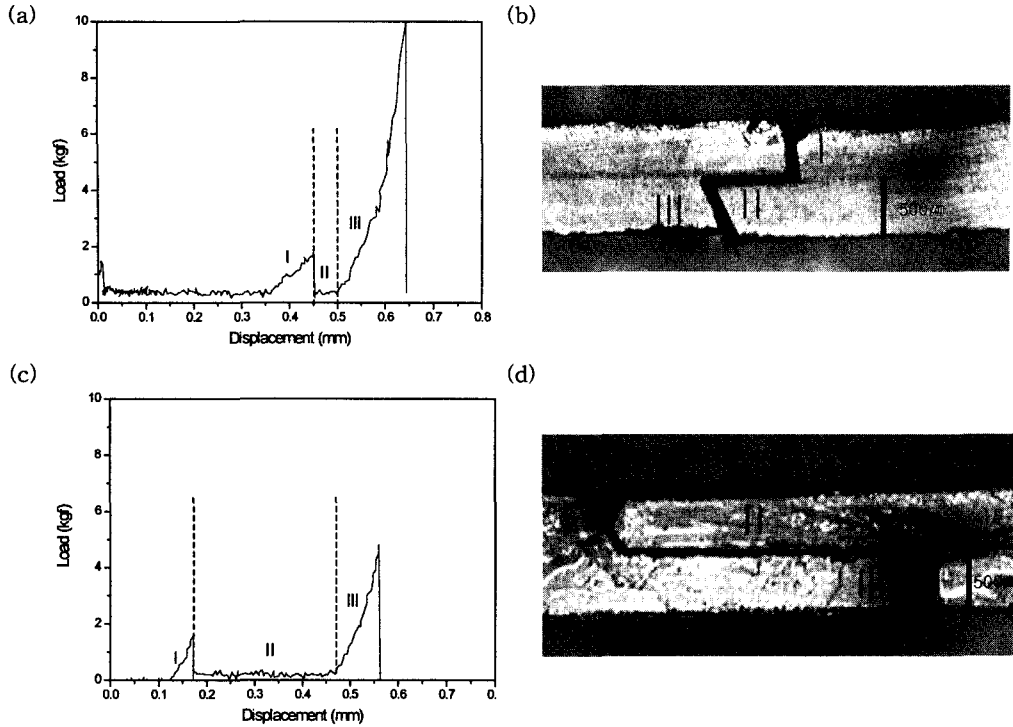 (a)
10
8
6
4
2
0
Load (kgf)
I
II
III
0.0 0.1 0.2 0.3 0.4 0.5 0.6 0.7 0.8
Displacement (mm)
(b)
I
II
III
(c)
10
8
6
4
2
0
Load (kgf)
I
II
III
0.0 0.1 0.2 0.3 0.4 0.5 0.6 0.7
Displacement (mm)
(d)
II